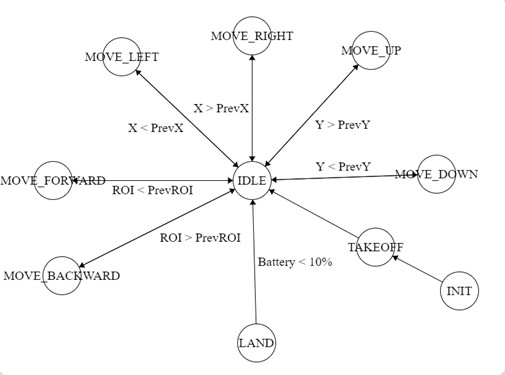 MOVE_RIGHT
MOVE_LEFT
MOVE_UP
X > PrevX
X < PrevX
Y > PrevY
Y < PrevY
MOVE_DOWN
MOVE_FORWARD
IDLE
ROI < PrevROI
ROI > PrevROI
TAKEOFF
Battery < 10%
MOVE_BACKWARD
INIT
LAND